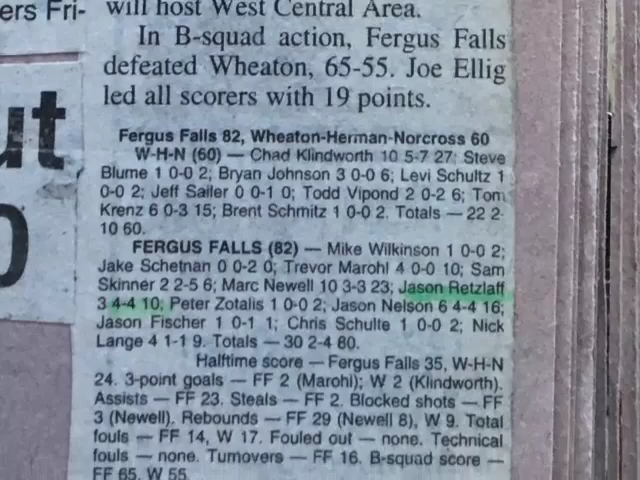 ers Fri-
ut
0
will host West Central Area.
In B-squad action, Fergus Falls
defeated Wheaton, 65-55. Joe Ellig
led all scorers with 19 points.
Fergus Falls 82, Wheaton-Herman-Norcross 60
W-H-N (60) — Chad Klindworth 10 5-7 27; Steve
Blume 1 0-0 2; Bryan Johnson 3 0-0 6; Levi Schultz 1
0-0 2; Jeff Sailer 0 0-1 0; Todd Vipond 2 0-2 6; Tom
Krenz 6 0-3 15; Brent Schmitz 1 0-0 2. Totals — 22 2-
10 60.
FERGUS FALLS (82) — Mike Wilkinson 1 0-0 2;
Jake Schetnan 0 0-2 0; Trevor Marohl 4 0-0 10; Sam
Skinner 2 2-5 6; Marc Newell 10 3-3 23; Jason Retzlaff
3 4-4 10; Peter Zotalis 1 0-0 2; Jason Nelson 6 4-4 16;
Jason Fischer 1 0-1 1; Chris Schulte 1 0-0 2; Nick
Lange 4 1-1 9. Totals — 30 2-4 80.
Halftime score — Fergus Falls 35, W-H-N
24. 3-point goals — FF 2 (Marohl); W 2 (Klindworth).
Assists — FF 23. Steals — FF 2. Blocked shots — FF
3 (Newell). Rebounds — FF 29 (Newell 8), W 9. Total
fouls — FF 14, W 17. Fouled out — none. Technical
fouls — none. Turnovers — FF 16. B-squad score —
FF 65, W 55.